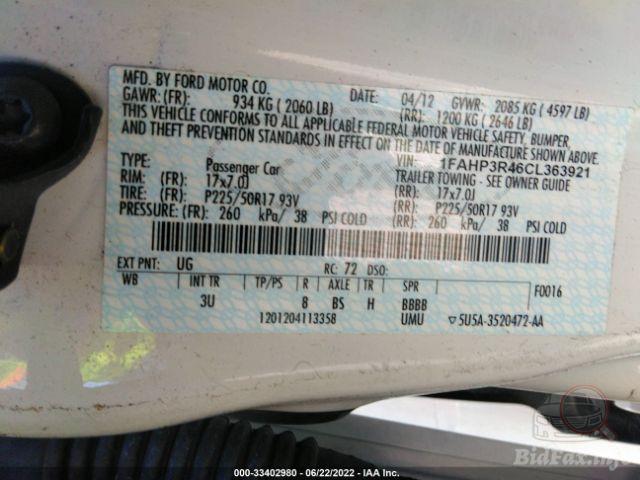 MFD. BY FORD MOTOR CO.
DATE: 04/12 GVWR: 2085 KG ( 4597 LB)
GAWR: (FR): 934 KG ( 2060 LB) (RR): 1200 KG ( 2646 LB)
THIS VEHICLE CONFORMS TO ALL APPLICABLE FEDERAL MOTOR VEHICLE SAFETY, BUMPER,
AND THEFT PREVENTION STANDARDS IN EFFECT ON THE DATE OF MANUFACTURE SHOWN ABOVE.
VIN: 1FAHP3R46CL363921
TYPE: Passenger Car TRAILER TOWING - SEE OWNER GUIDE
RIM: (FR): 17x7.0J (RR): 17x7.0J
TIRE: (FR): P225/50R17 93V (RR): P225/50R17 93V
PRESSURE: (FR): 260 kPa/ 38 PSI COLD (RR): 260 kPa/ 38 PSI COLD
EXT PNT: UG RC: 72 DSO:
WB INT TR TP/PS R AXLE TR SPR F0016
3U 8 BS H BBBB
1201204113358 UMU ▽5U5A-3520472-AA
BidFax.info
000-33402980 - 06/22/2022 - IAA Inc.